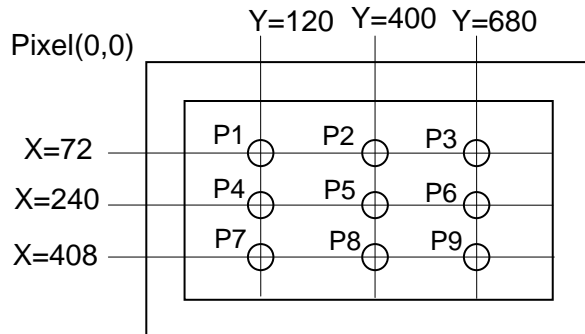 Y=120 Y=400 Y=680
Pixel(0,0)
P1 P2 P3
X=72
P4 P5 P6
X=240
P7 P8 P9
X=408